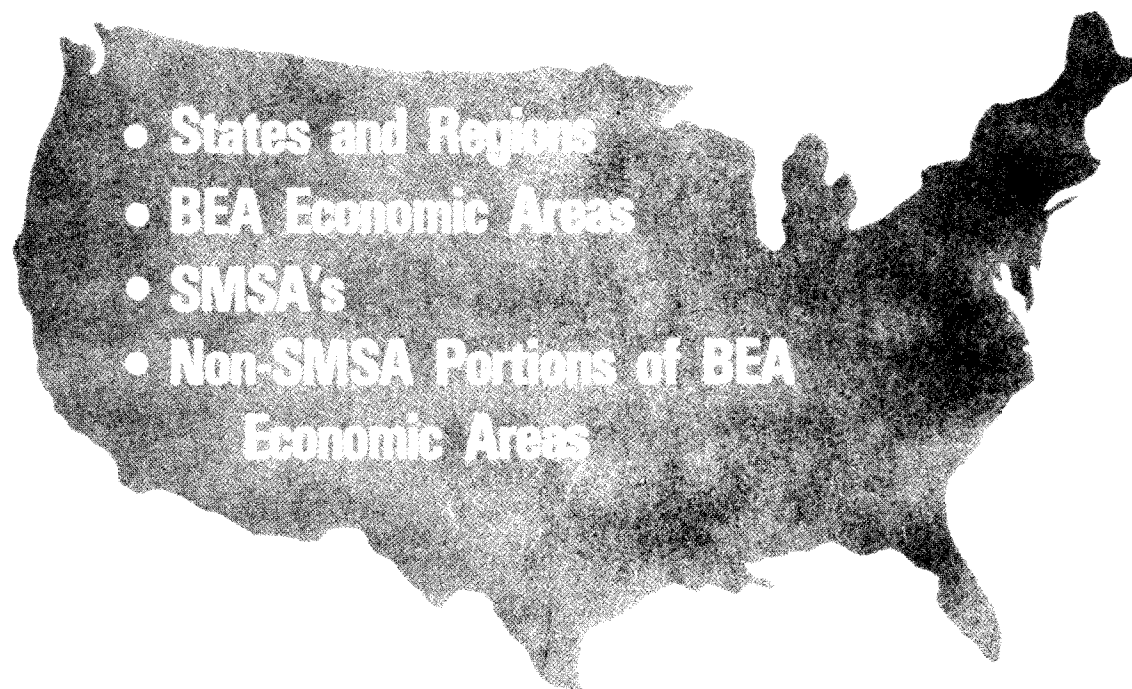 • States and Regions
• BEA Economic Areas
• SMSA's
• Non-SMSA Portions of BEA
Economic Areas